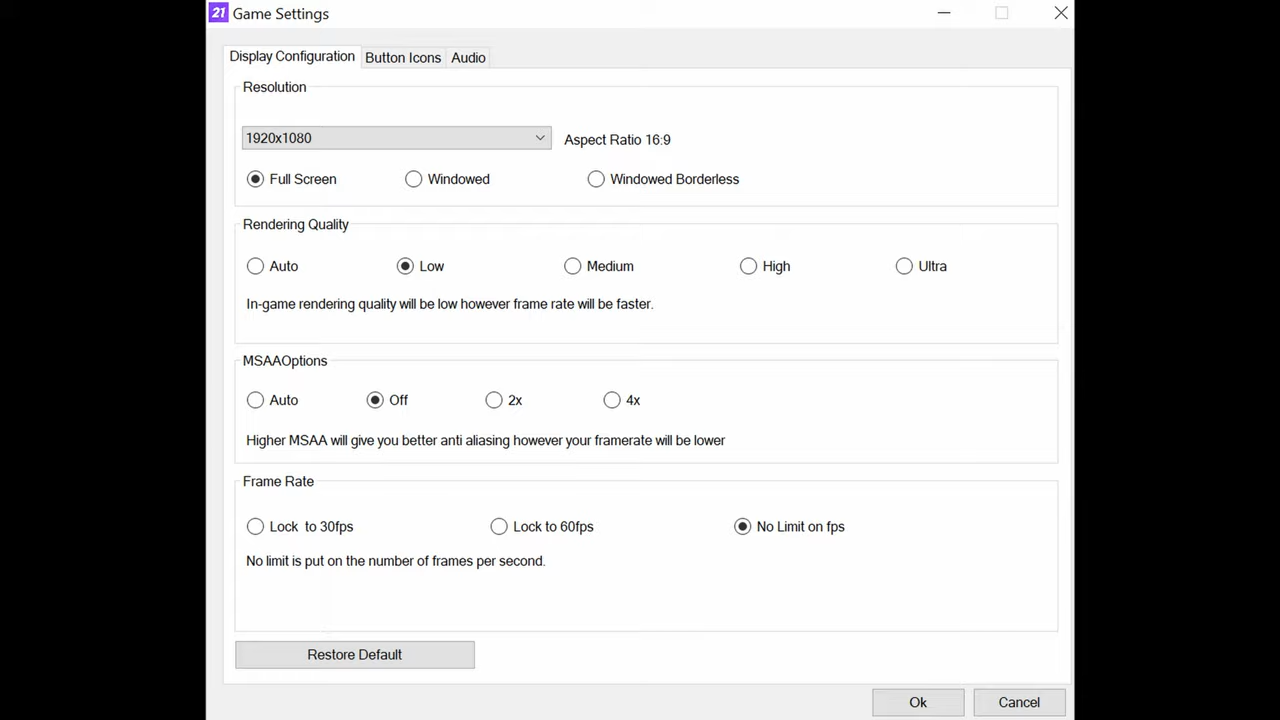 21 Game Settings
Display Configuration Button Icons Audio
Resolution
1920x1080 Aspect Ratio 16:9
Full Screen Windowed Windowed Borderless
Rendering Quality
Auto Low Medium High Ultra
In-game rendering quality will be low however frame rate will be faster.
MSAAOptions
Auto Off 2x 4x
Higher MSAA will give you better anti aliasing however your framerate will be lower
Frame Rate
Lock  to 30fps Lock to 60fps No Limit on fps
No limit is put on the number of frames per second.
Restore Default
Ok Cancel